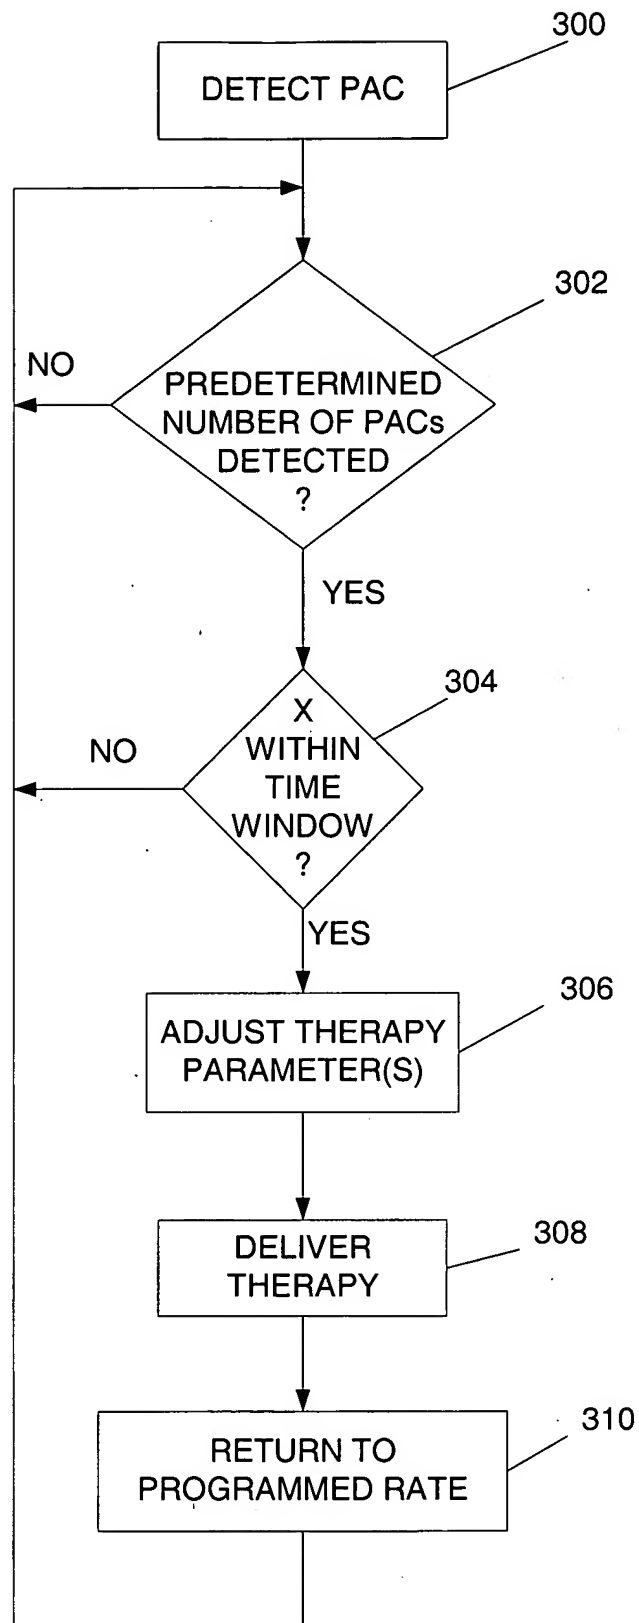 300
DETECT PAC
302
NO
PREDETERMINED
NUMBER OF PACs
DETECTED
?
YES
304
X
WITHIN
TIME
WINDOW
?
NO
YES
306
ADJUST THERAPY
PARAMETER(S)
308
DELIVER
THERAPY
310
RETURN TO
PROGRAMMED RATE